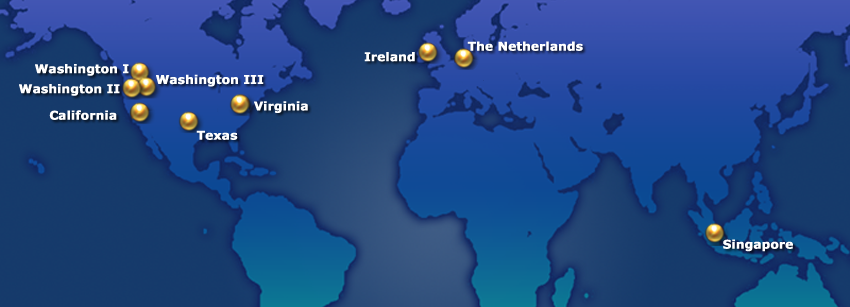 Washington I
Washington II
Washington III
California
Texas
Virginia
Ireland
The Netherlands
Singapore